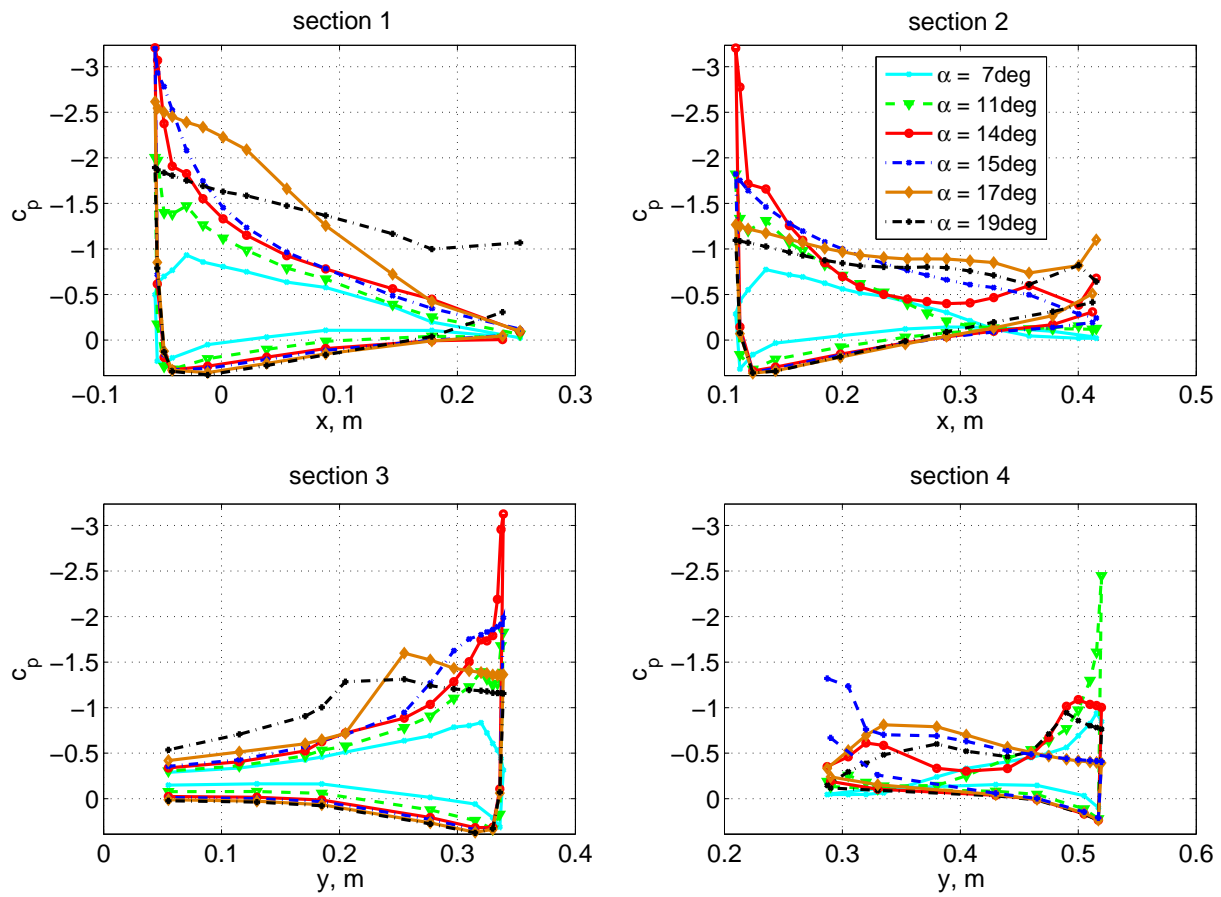 section 1
section 2
−3
−2.5
−2
−1.5
−1
−0.5
0
c_p
−0.1
0
0.1
0.2
0.3
x, m
−3
−2.5
−2
−1.5
−1
−0.5
0
c_p
α = 7deg
α = 11deg
α = 14deg
α = 15deg
α = 17deg
α = 19deg
0.1
0.2
0.3
0.4
0.5
x, m
section 3
section 4
−3
−2.5
−2
−1.5
−1
−0.5
0
c_p
0
0.1
0.2
0.3
0.4
y, m
−3
−2.5
−2
−1.5
−1
−0.5
0
c_p
0.2
0.3
0.4
0.5
0.6
y, m